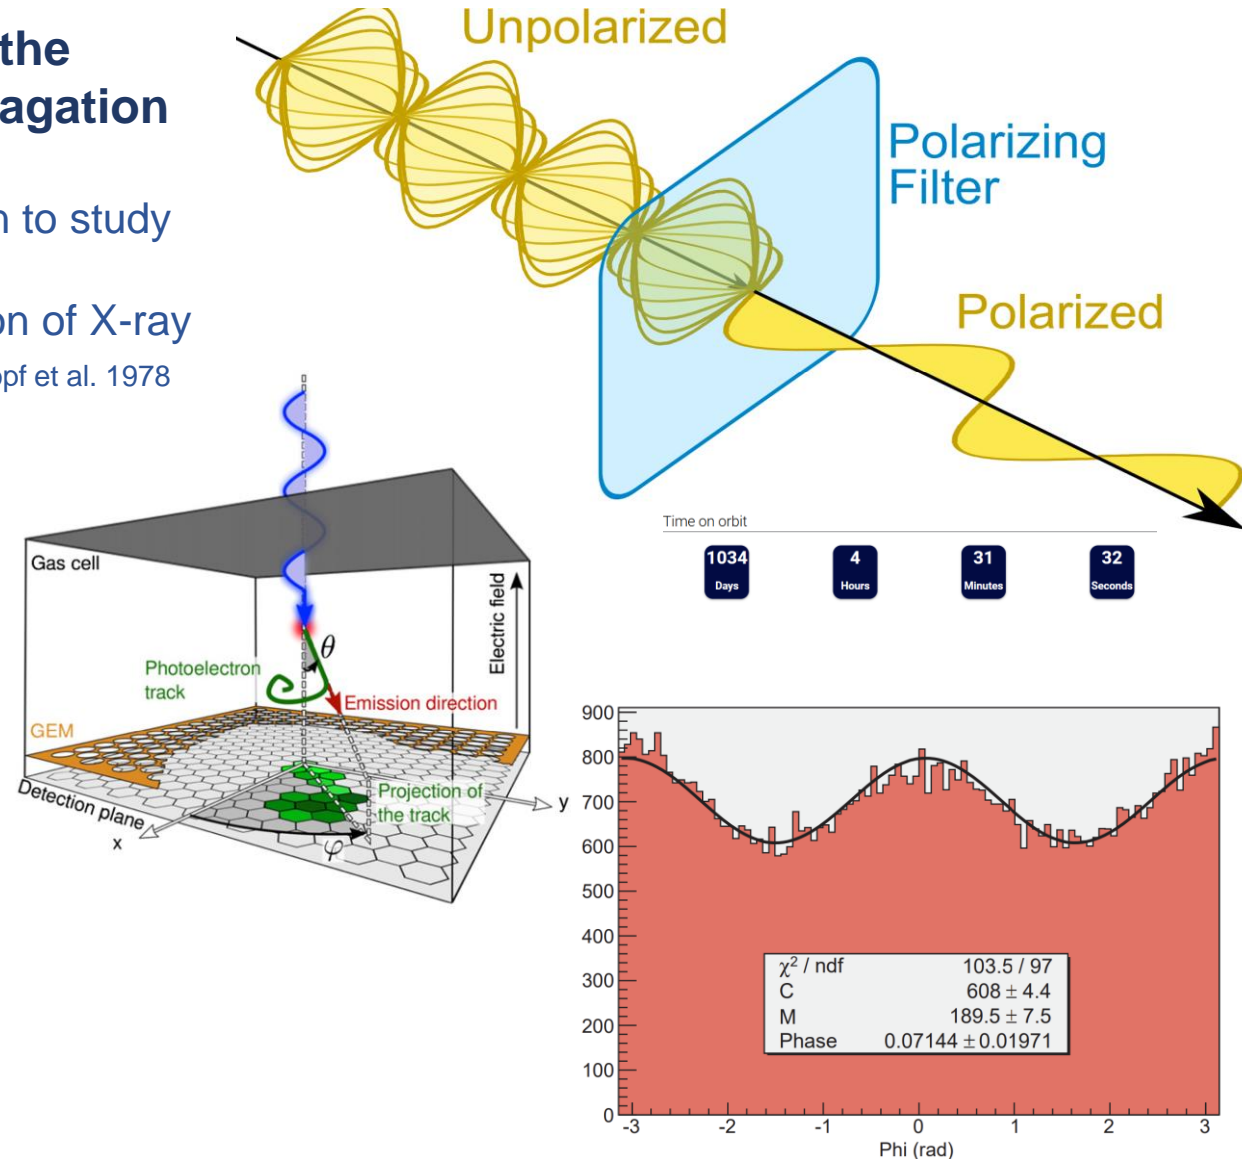 the
agation
n to study
on of X-ray
opf et al. 1978
Unpolarized
Polarizing
Filter
Polarized
Time on orbit
1034 4 31 32
Days Hours Minutes Seconds
Gas cell
Electric field
θ
Photoelectron
track
Emission direction
GEM
Detection plane
Projection of
the track
x
y
φ
900
800
700
600
500
400
300
200
100
0
-3 -2 -1 0 1 2 3
Phi (rad)
χ² / ndf 103.5 / 97
C 608 ± 4.4
M 189.5 ± 7.5
Phase 0.07144 ± 0.01971